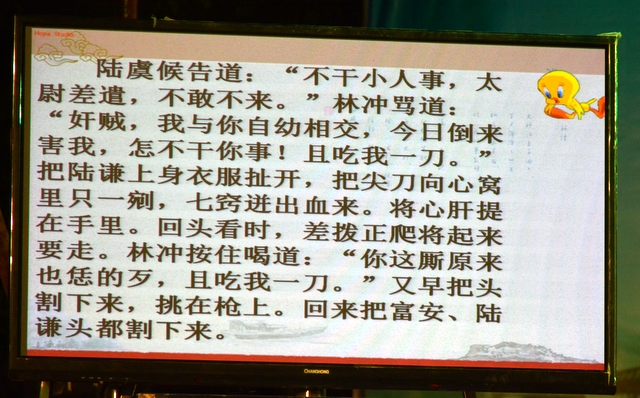 Hope Studio
陆虞候告道：“不干小人事，太
尉差遣，不敢不来。”林冲骂道：
“奸贼，我与你自幼相交，今日倒来
害我，怎不干你事！且吃我一刀。”
把陆谦上身衣服扯开，把尖刀向心窝
里只一剜，七窍迸出血来。将心肝提
在手里。回头看时，差拨正爬将起来
要走。林冲按住喝道：“你这厮原来
也恁的歹，且吃我一刀。”又早把头
割下来，挑在枪上。回来把富安、陆
谦头都割下来。
CHANGHONG